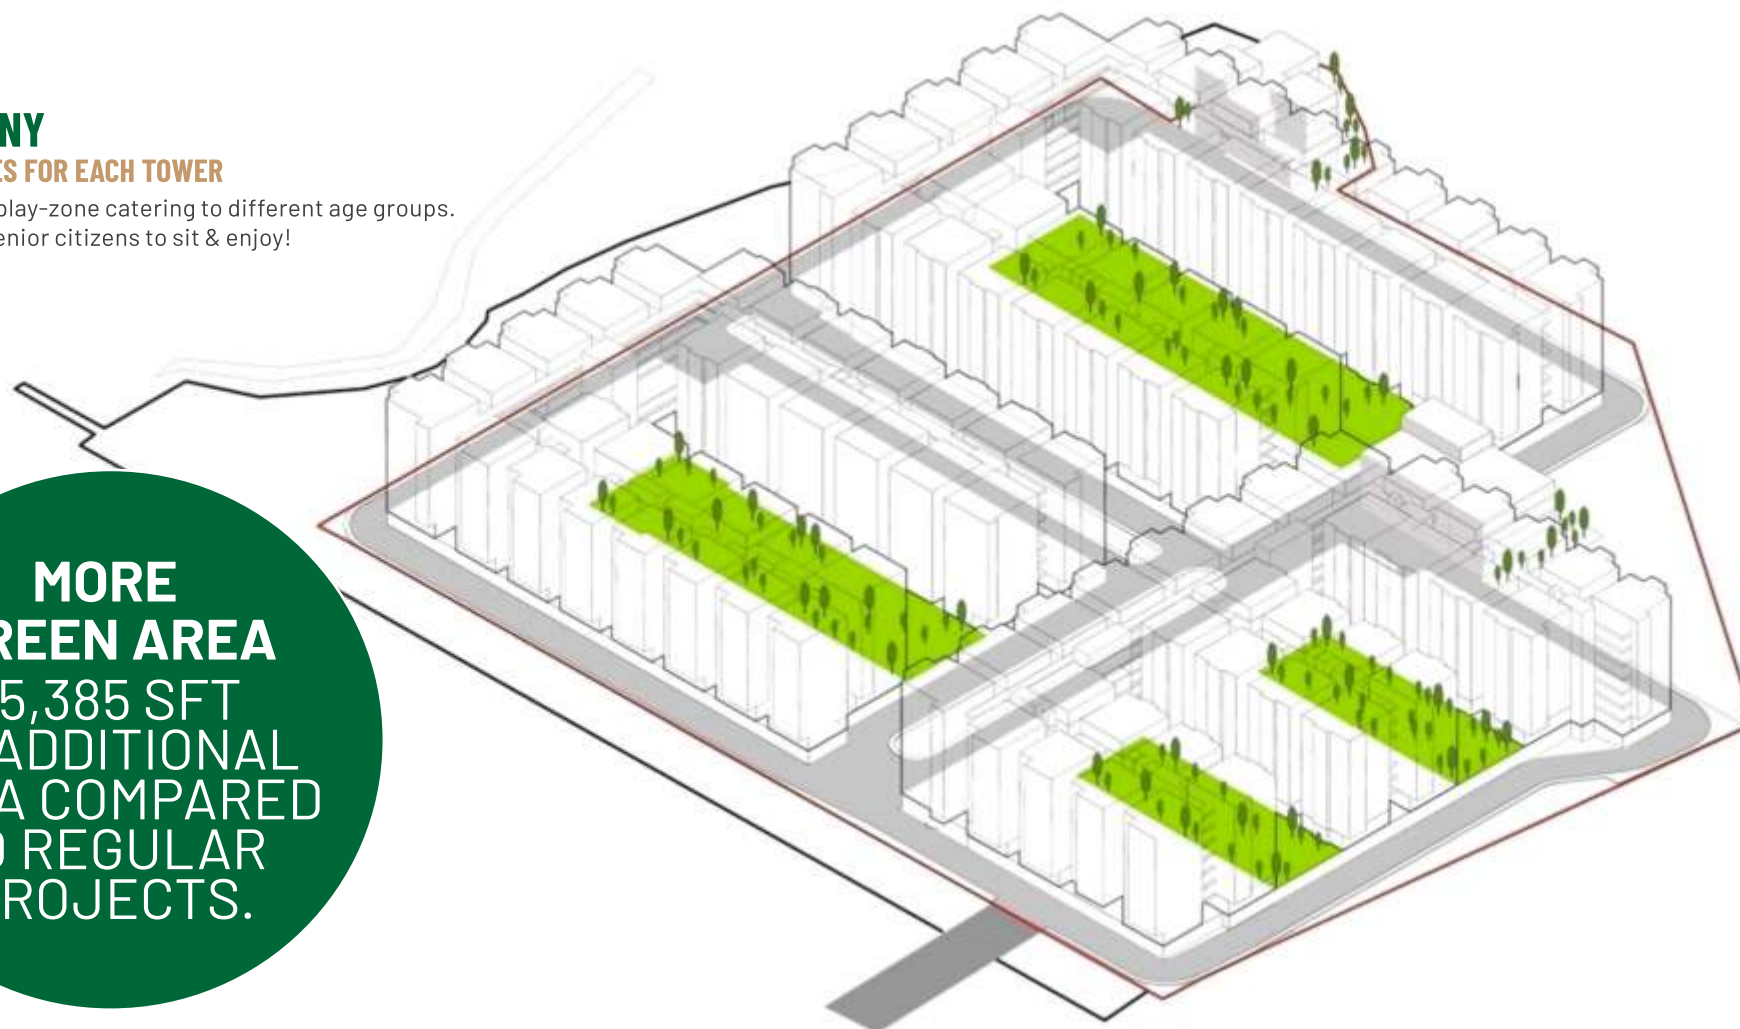 NY
ES FOR EACH TOWER
play-zone catering to different age groups.
enior citizens to sit & enjoy!
MORE
REEN AREA
5,385 SFT
ADDITIONAL
A COMPARED
REGULAR
ROJECTS.